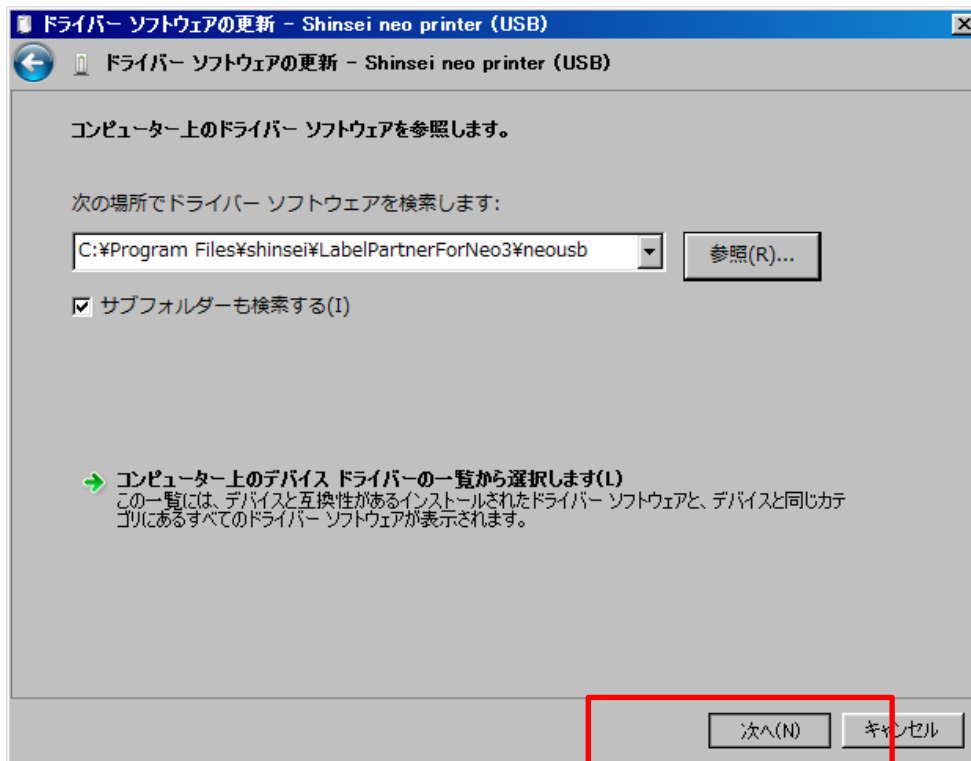 ドライバー ソフトウェアの更新 - Shinsei neo printer (USB)
ドライバー ソフトウェアの更新 - Shinsei neo printer (USB)
コンピューター上のドライバー ソフトウェアを参照します。
次の場所でドライバー ソフトウェアを検索します:
C:¥Program Files¥shinsei¥LabelPartnerForNeo3¥neousb
参照(R)...
サブフォルダーも検索する(I)
コンピューター上のデバイス ドライバーの一覧から選択します(L)
この一覧には、デバイスと互換性があるインストールされたドライバー ソフトウェアと、デバイスと同じカテ
ゴリにあるすべてのドライバー ソフトウェアが表示されます。
次へ(N)
キャンセル